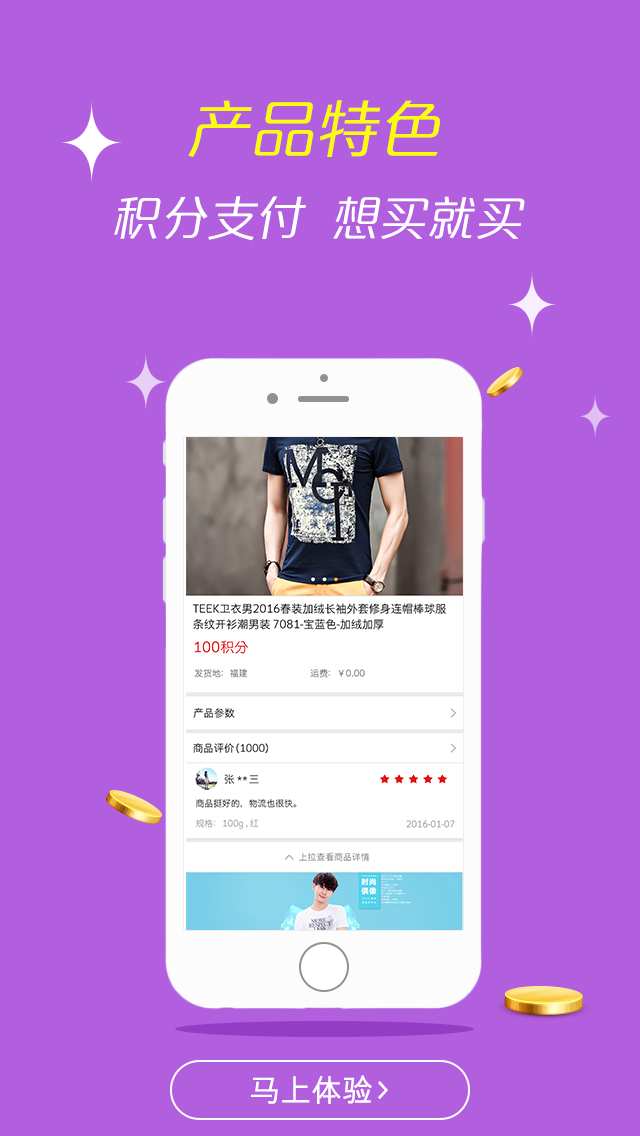 产品特色
积分支付 想买就买
MGT
TEEK卫衣男2016春装加绒长袖外套修身连帽棒球服
条纹开衫潮男装 7081-宝蓝色-加绒加厚
100积分
发货地: 福建 运费: ￥0.00
产品参数
商品评价(1000)
张 ** 三
商品挺好的、物流也很快。
规格: 100g , 红 2016-01-07
上拉查看商品详情
时尚
偶像
MORE
RESPECT
LESS
马上体验